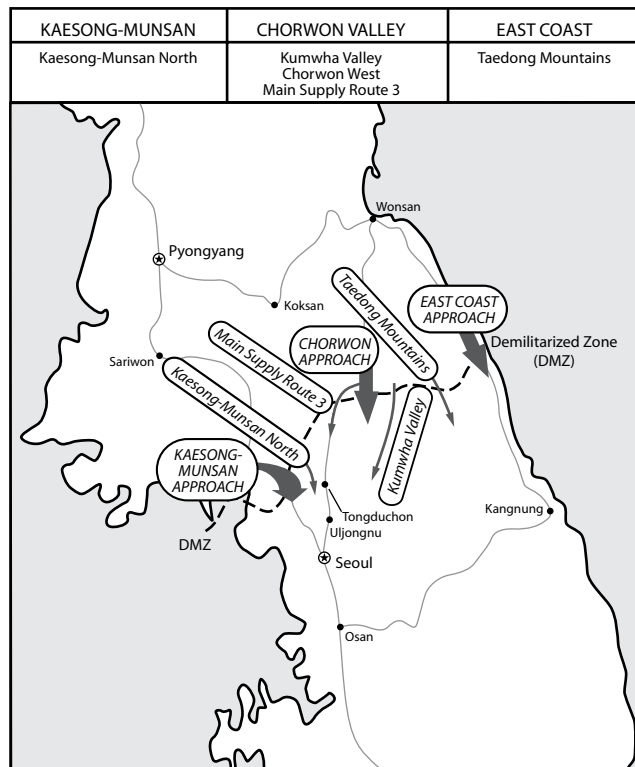 KAESONG-MUNSAN
CHORWON VALLEY
EAST COAST
Kaesong-Munsan North
Kumwha Valley
Chorwon West
Main Supply Route 3
Taedong Mountains
Wonsan
Pyongyang
Koksan
Taedong Mountains
EAST COAST
APPROACH
Demilitarized Zone
(DMZ)
Sariwon
Main Supply Route 3
CHORWON
APPROACH
Kaesong-Munsan North
Kumwha Valley
KAESONG-
MUNSAN
APPROACH
DMZ
Tongduchon
Uljongnu
Kangnung
Seoul
Osan